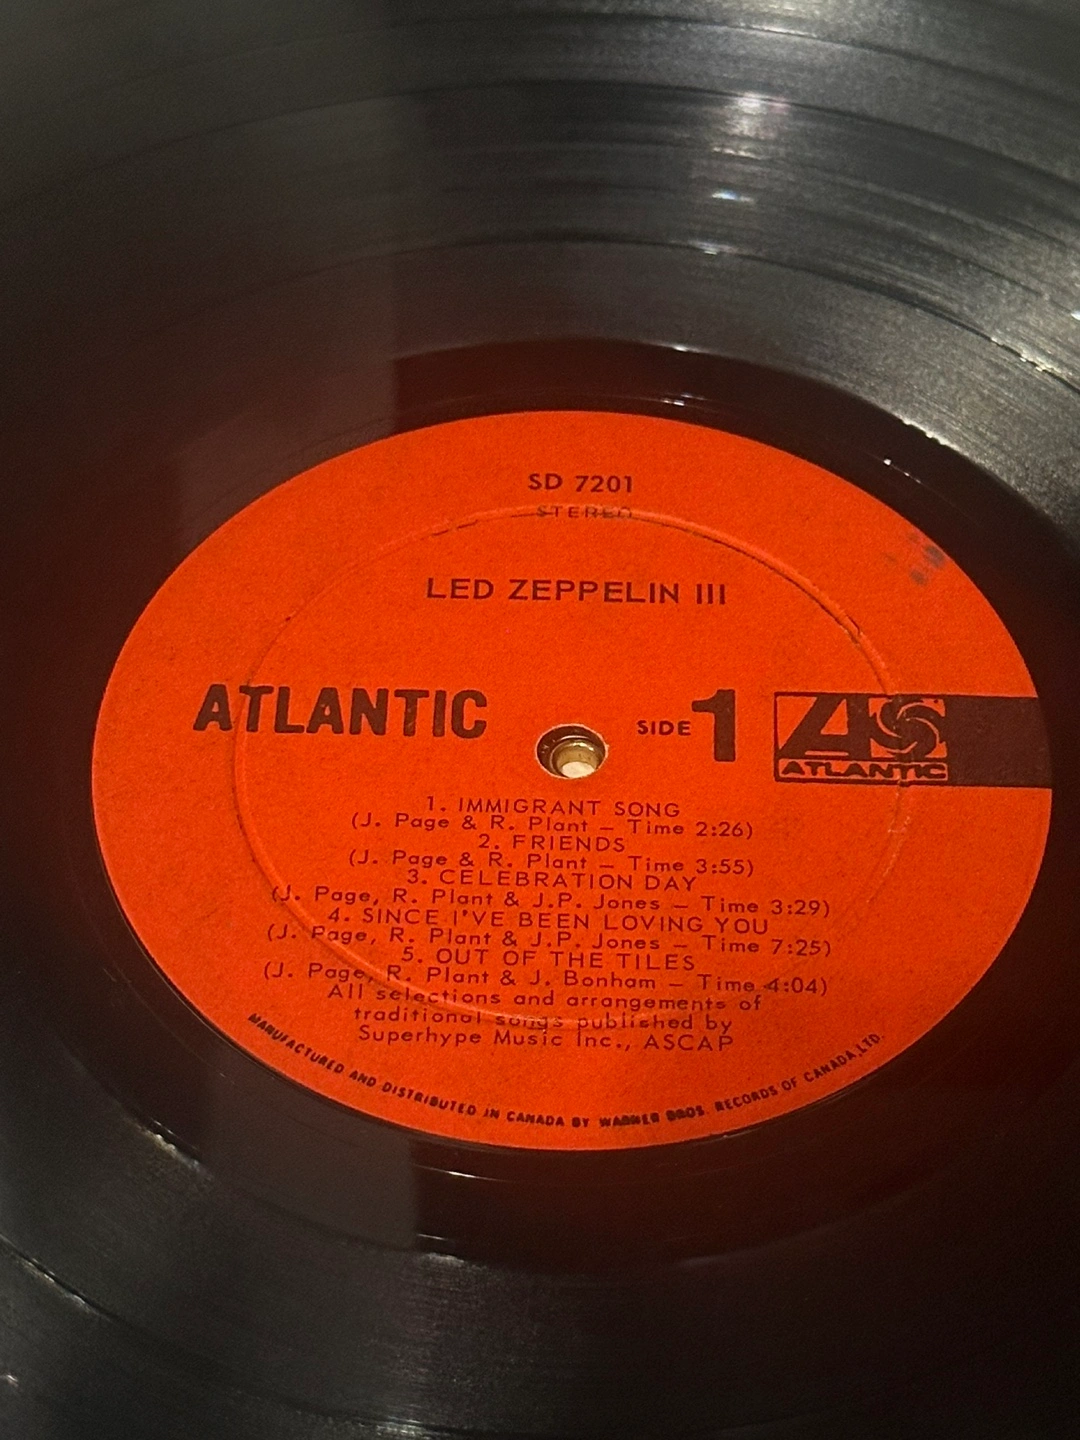 SD 7201
STEREO
LED ZEPPELIN III
ATLANTIC
SIDE 1
ATLANTIC
1. IMMIGRANT SONG
(J. Page & R. Plant – Time 2:26)
2. FRIENDS
(J. Page & R. Plant – Time 3:55)
3. CELEBRATION DAY
(J. Page, R. Plant & J.P. Jones – Time 3:29)
4. SINCE I'VE BEEN LOVING YOU
(J. Page, R. Plant & J.P. Jones – Time 7:25)
5. OUT OF THE TILES
(J. Page, R. Plant & J. Bonham – Time 4:04)
All selections and arrangements of
traditional songs published by
Superhype Music Inc., ASCAP
MANUFACTURED AND DISTRIBUTED IN CANADA BY WARNER BROS. RECORDS OF CANADA, LTD.